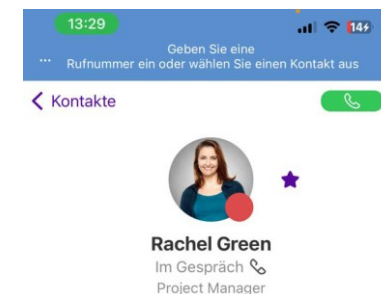 13:29
14
Geben Sie eine
... Rufnummer ein oder wählen Sie einen Kontakt aus
Kontakte
Rachel Green
Im Gespräch
Project Manager